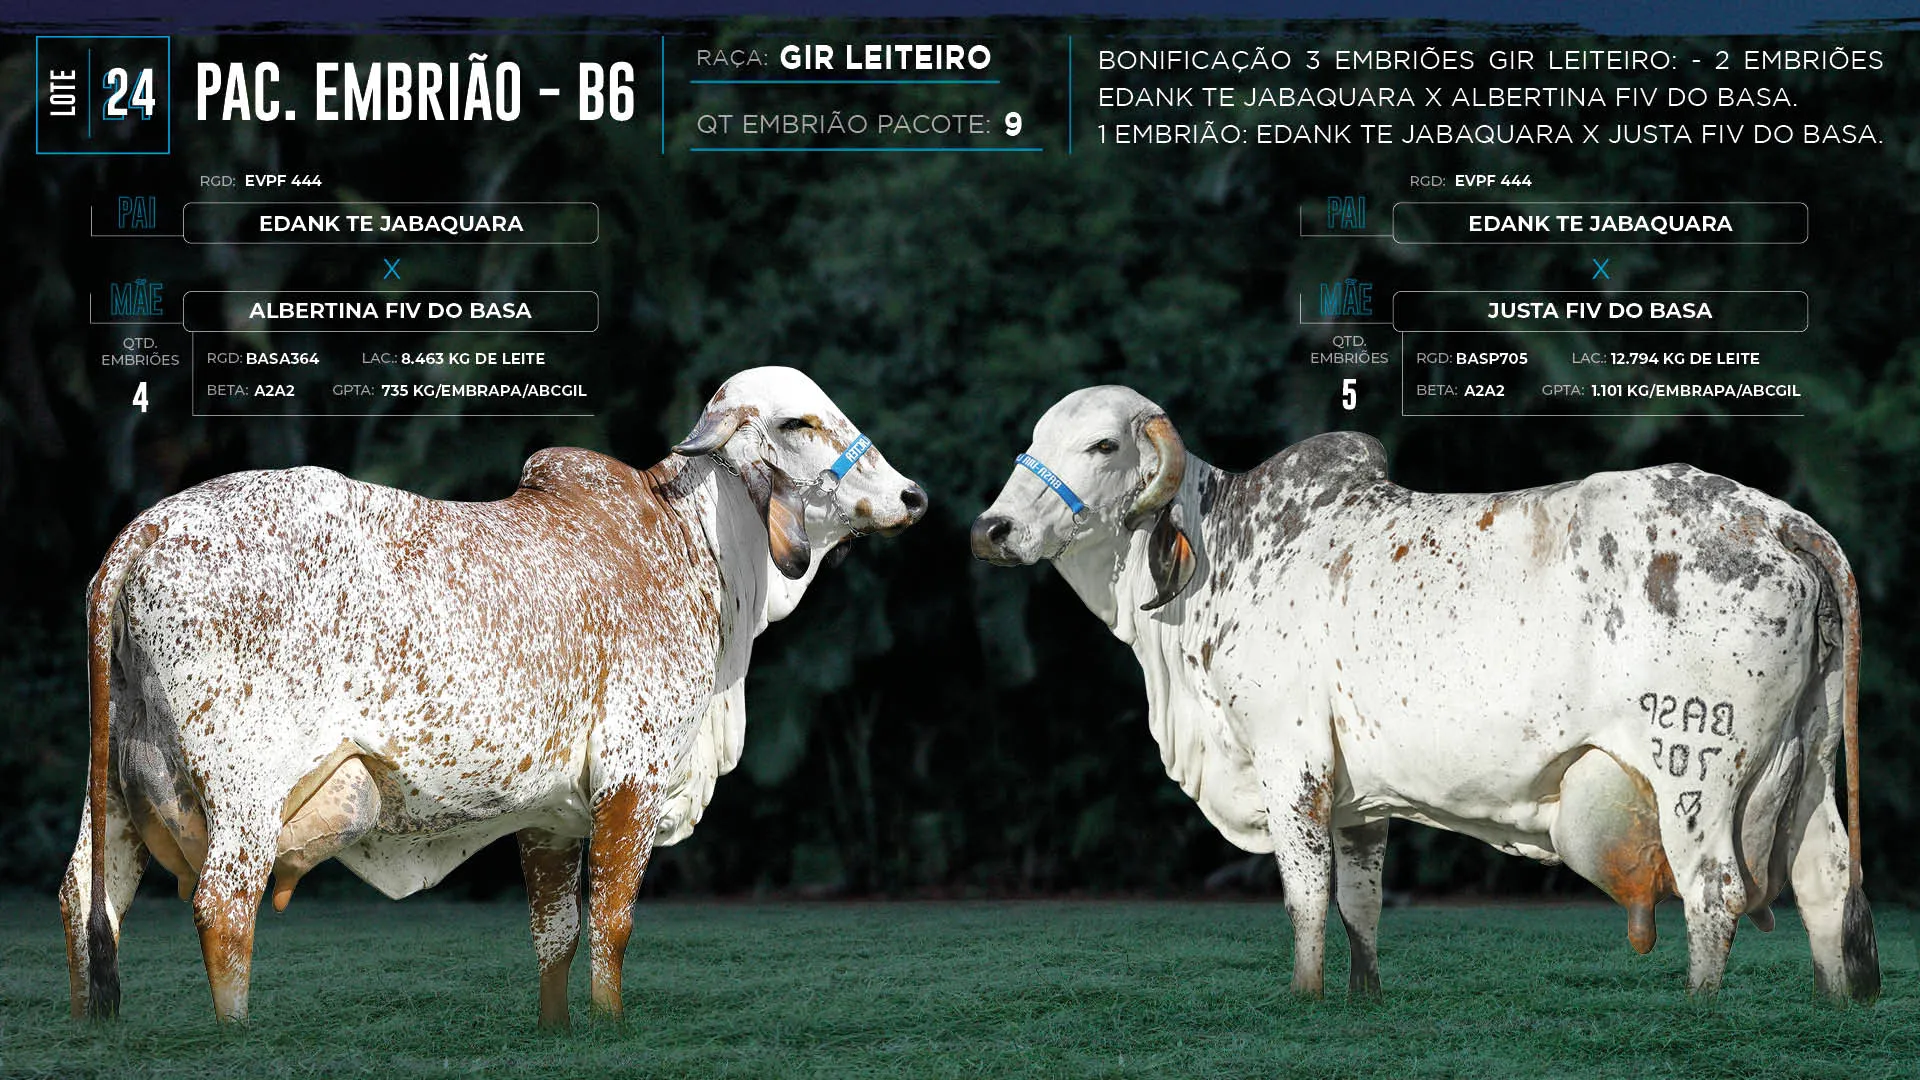 LOTE
24
PAC. EMBRIÃO - B6
RAÇA: GIR LEITEIRO
QT EMBRIÃO PACOTE: 9
BONIFICAÇÃO 3 EMBRIÕES GIR LEITEIRO: - 2 EMBRIÕES
EDANK TE JABAQUARA X ALBERTINA FIV DO BASA.
1 EMBRIÃO: EDANK TE JABAQUARA X JUSTA FIV DO BASA.
RGD: EVPF 444
PAI
EDANK TE JABAQUARA
X
MÃE
ALBERTINA FIV DO BASA
QTD.
EMBRIÕES
4
RGD: BASA364 LAC.: 8.463 KG DE LEITE
BETA: A2A2 GPTA: 735 KG/EMBRAPA/ABCGIL
RGD: EVPF 444
PAI
EDANK TE JABAQUARA
X
MÃE
JUSTA FIV DO BASA
QTD.
EMBRIÕES
5
RGD: BASP705 LAC.: 12.794 KG DE LEITE
BETA: A2A2 GPTA: 1.101 KG/EMBRAPA/ABCGIL
BASP
705